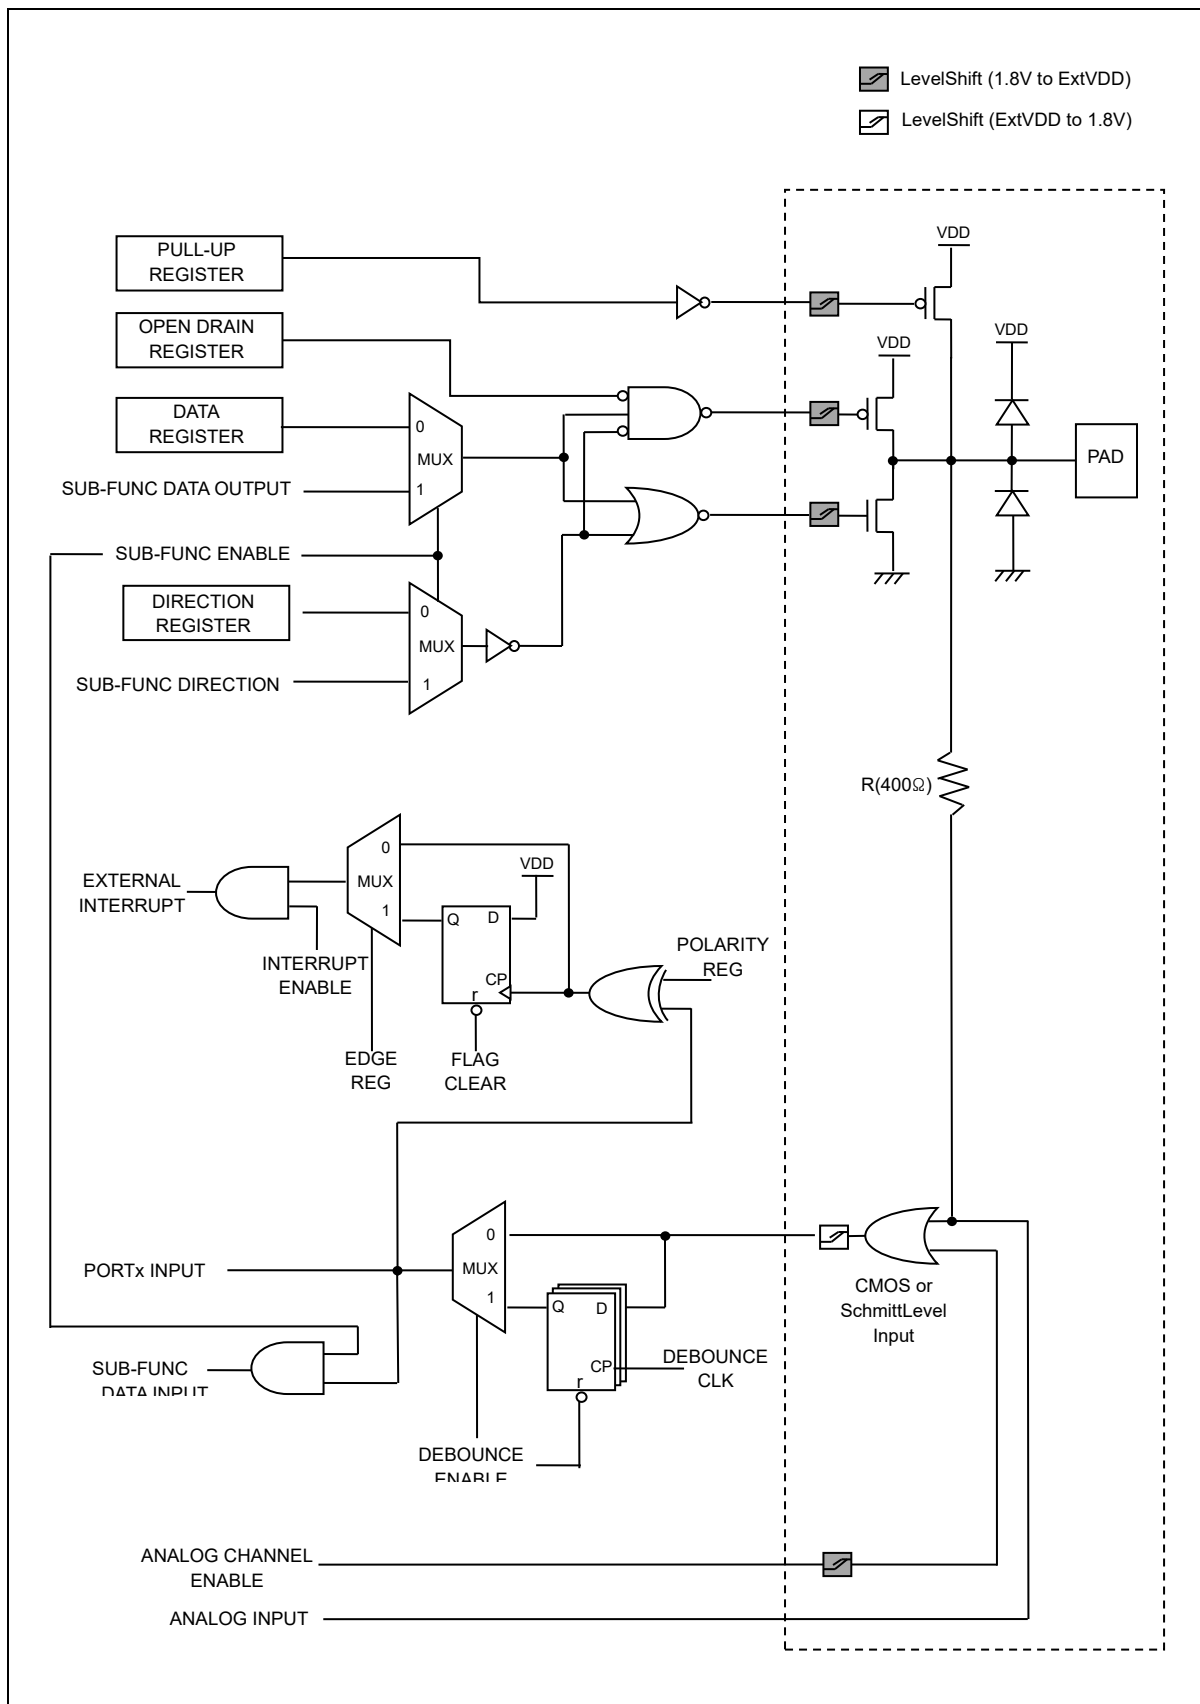 LevelShift (1.8V to ExtVDD)
LevelShift (ExtVDD to 1.8V)
VDD
PULL-UP
REGISTER
OPEN DRAIN
REGISTER
VDD
VDD
DATA
REGISTER
0
MUX
1
PAD
SUB-FUNC DATA OUTPUT
SUB-FUNC ENABLE
DIRECTION
REGISTER
0
MUX
1
SUB-FUNC DIRECTION
R(400Ω)
EXTERNAL
INTERRUPT
0
MUX
1
VDD
Q
D
CP
r
POLARITY
REG
INTERRUPT
ENABLE
EDGE
REG
FLAG
CLEAR
PORTx INPUT
0
MUX
1
Q
D
CP
r
CMOS or
SchmittLevel
Input
DEBOUNCE
CLK
SUB-FUNC
DATA INPUT
DEBOUNCE
ENABLE
ANALOG CHANNEL
ENABLE
ANALOG INPUT